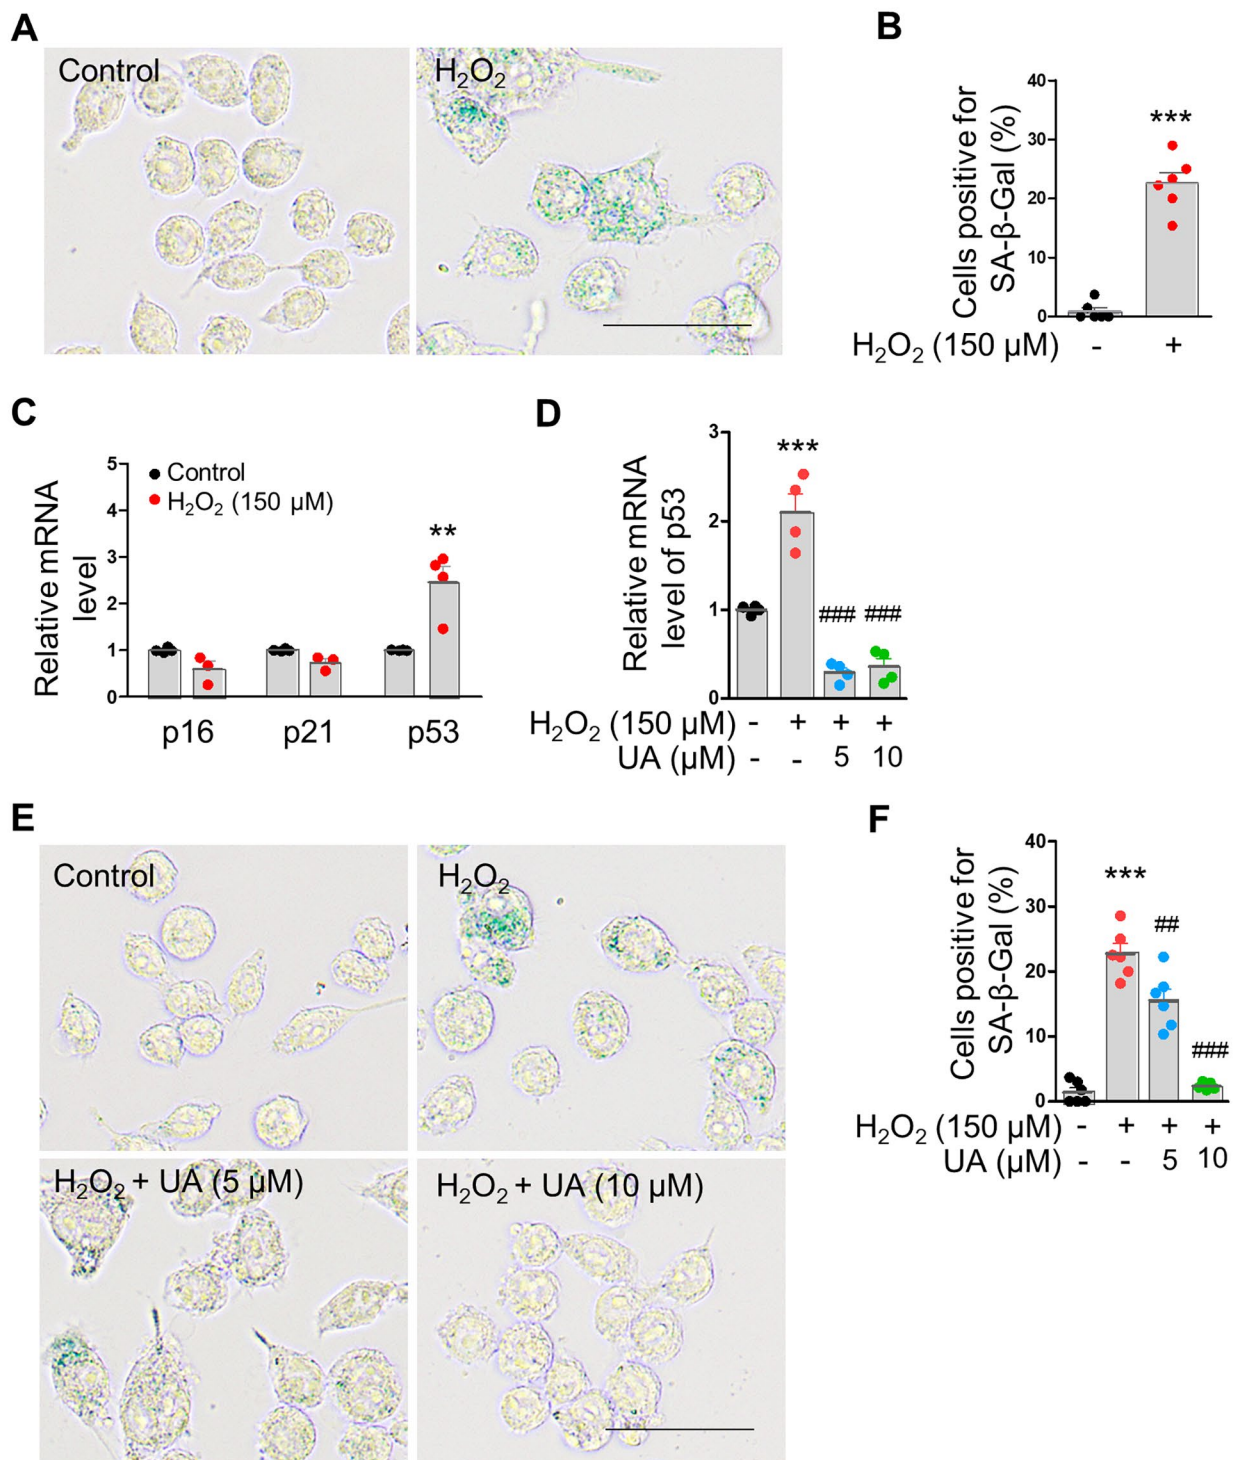 A
Control
H₂O₂
B
Cells positive for
SA-β-Gal (%)
40
30
20
10
0
***
H₂O₂ (150 μM) - +
C
Relative mRNA
level
5
4
3
2
1
0
Control
H₂O₂ (150 μM)
**
p16 p21 p53
D
Relative mRNA
level of p53
3
2
1
0
***
### ###
H₂O₂ (150 μM) - + + +
UA (μM) - - 5 10
E
Control
H₂O₂
H₂O₂ + UA (5 μM)
H₂O₂ + UA (10 μM)
F
Cells positive for
SA-β-Gal (%)
40
30
20
10
0
***
##
###
H₂O₂ (150 μM) - + + +
UA (μM) - - 5 10